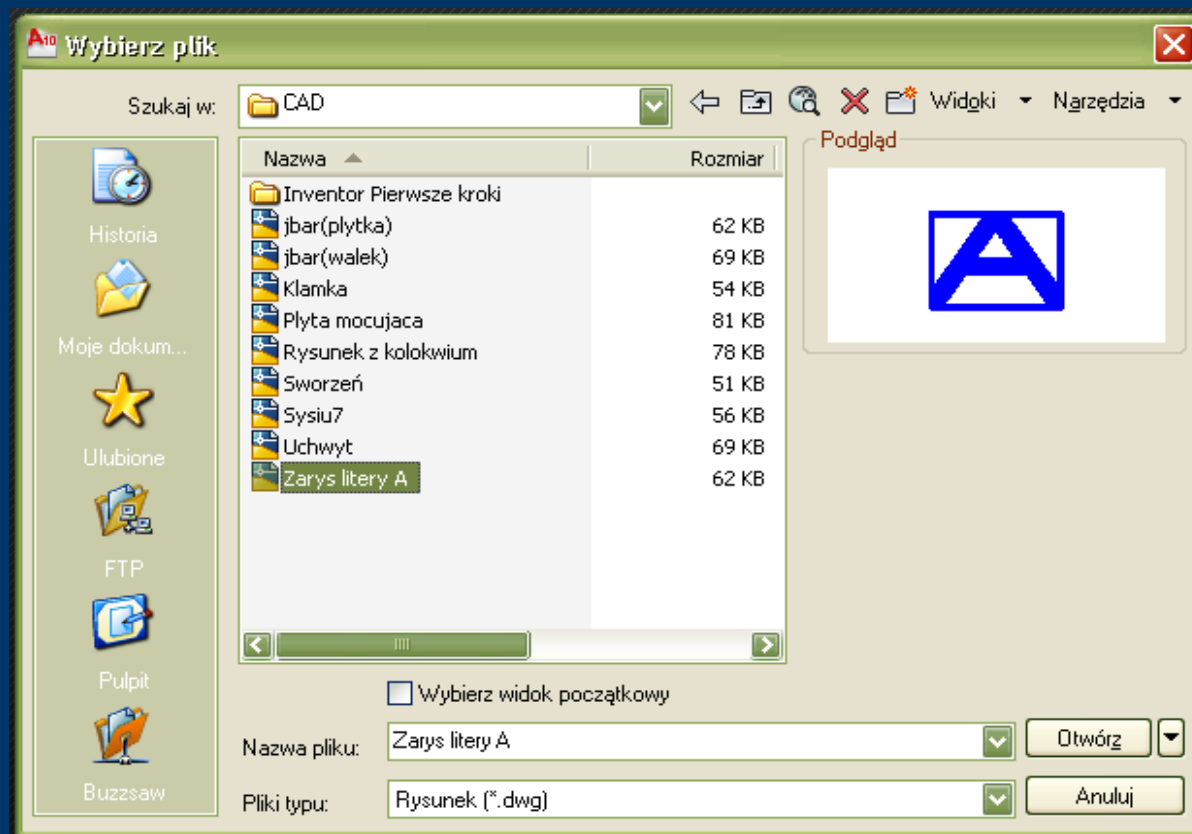 A10 Wybierz plik
Szukaj w: CAD Widoki Narzędzia
Historia
Moje dokum...
Ulubione
FTP
Pulpit
Buzzsaw
Nazwa Rozmiar
Inventor Pierwsze kroki
jbar(plytka) 62 KB
jbar(walek) 69 KB
Klamka 54 KB
Plyta mocujaca 81 KB
Rysunek z kolokwium 78 KB
Sworzeń 51 KB
Sysiu7 56 KB
Uchwyt 69 KB
Zarys litery A 62 KB
Podgląd
A
Wybierz widok początkowy
Nazwa pliku: Zarys litery A Otwórz
Pliki typu: Rysunek (*.dwg) Anuluj